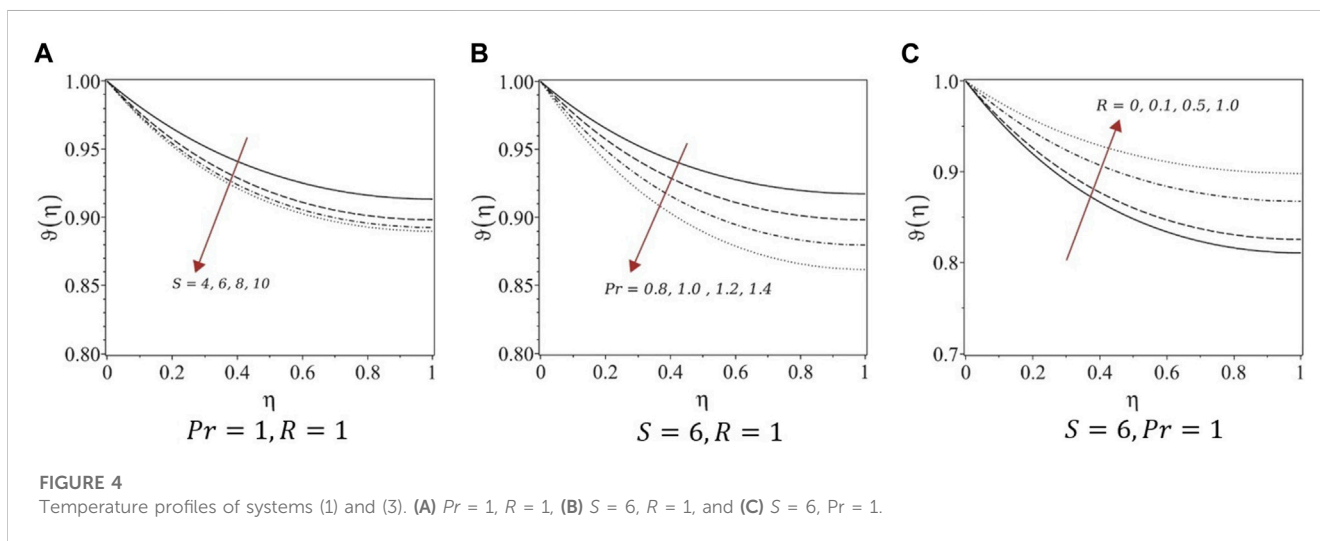 A
1.00
0.95
0.90
0.85
0.80
ϑ(η)
S = 4, 6, 8, 10
0 0.2 0.4 0.6 0.8 1
η
Pr = 1, R = 1
B
1.00
0.95
0.90
0.85
0.80
ϑ(η)
Pr = 0.8, 1.0 , 1.2, 1.4
0 0.2 0.4 0.6 0.8 1
η
S = 6, R = 1
C
1.00
0.9
0.8
0.7
ϑ(η)
R = 0, 0.1, 0.5, 1.0
0 0.2 0.4 0.6 0.8 1
η
S = 6, Pr = 1
FIGURE 4
Temperature profiles of systems (1) and (3). (A) Pr = 1, R = 1, (B) S = 6, R = 1, and (C) S = 6, Pr = 1.